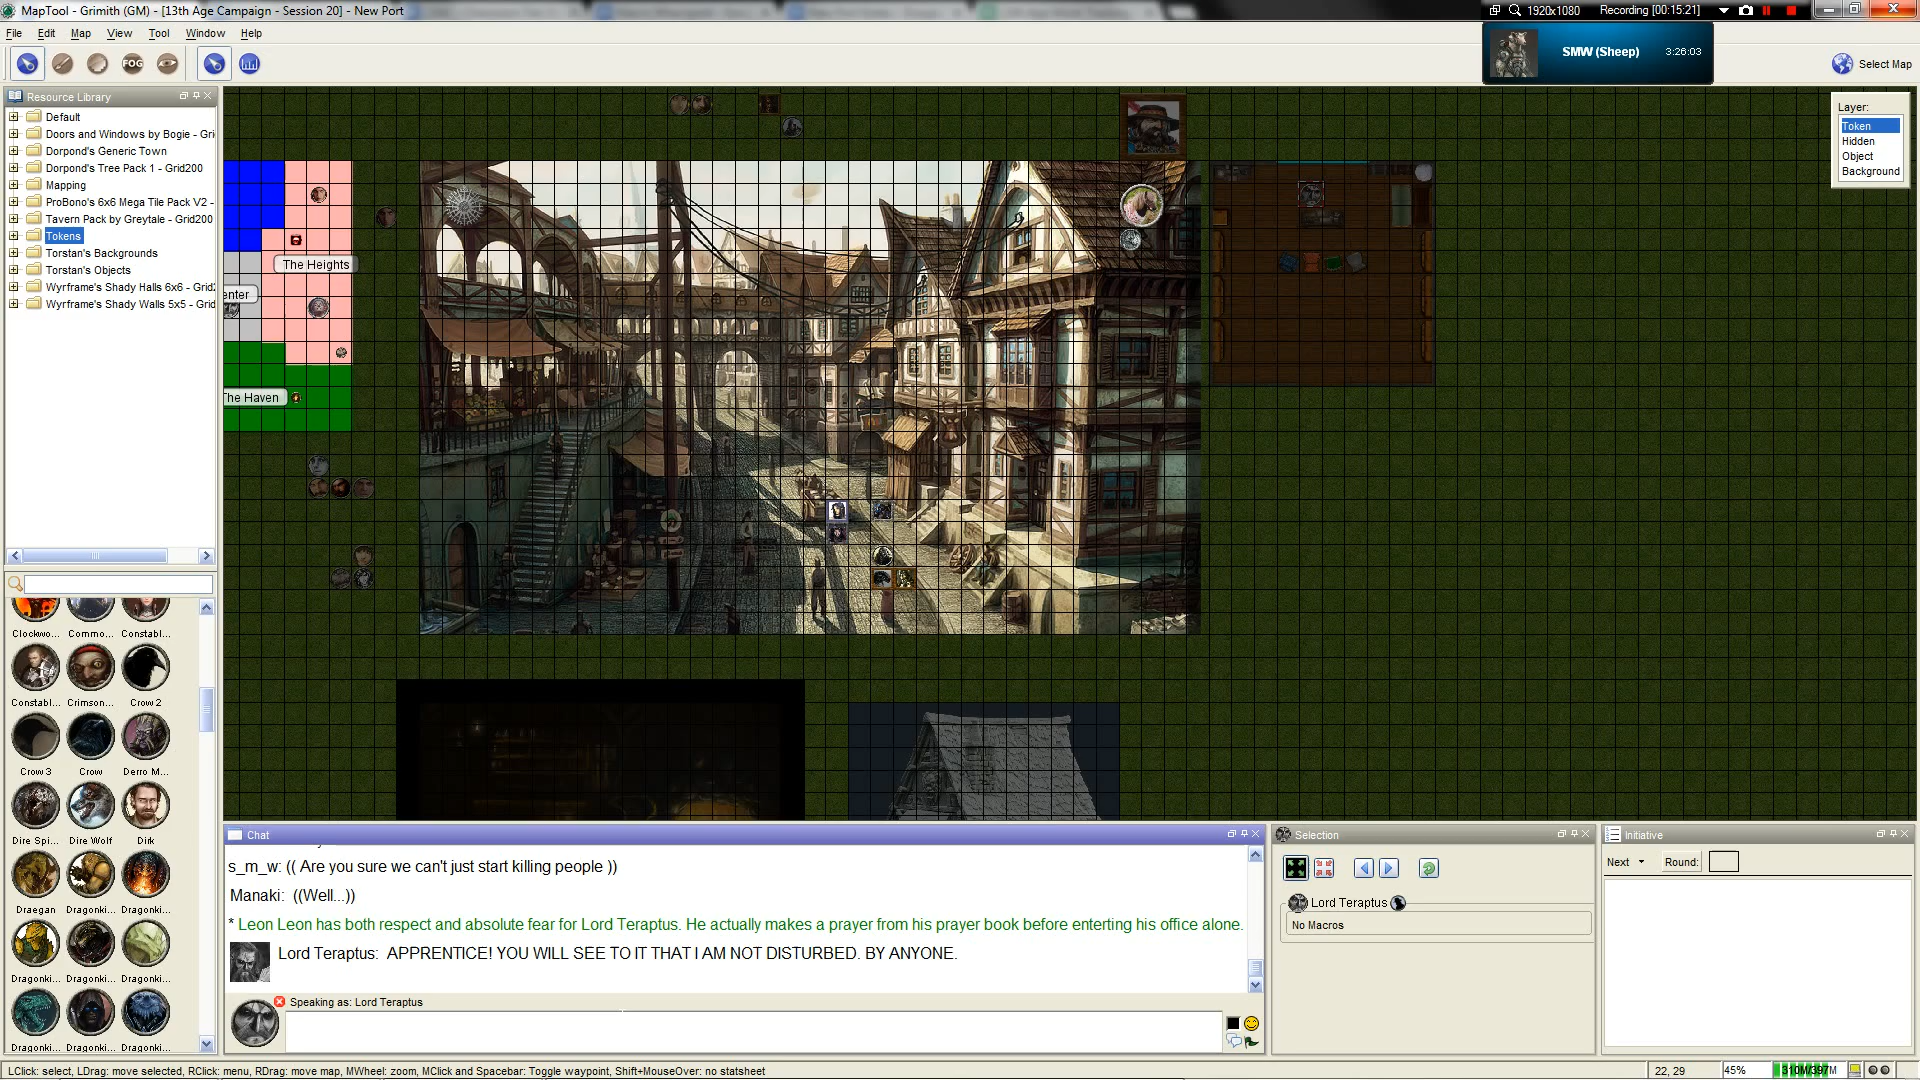 MapTool - Grimith (GM) - [13th Age Campaign - Session 20] - New Port
1920x1080
Recording [00:15:21]
File Edit Map View Tool Window Help
SMW (Sheep)
3:26:03
FOG
Select Map
Resource Library
Default
Doors and Windows by Bogie - Gri
Dorpond's Generic Town
Dorpond's Tree Pack 1 - Grid200
Mapping
ProBono's 6x6 Mega Tile Pack V2 -
Tavern Pack by Greytale - Grid200
Tokens
Torstan's Backgrounds
Torstan's Objects
Wyrframe's Shady Halls 6x6 - Grid2
Wyrframe's Shady Walls 5x5 - Grid
Layer:
Token
Hidden
Object
Background
The Heights
enter
The Haven
Clockwo... Commo... Constabl...
Constabl... Crimson... Crow 2
Crow 3 Crow Derro M...
Dire Spi... Dire Wolf Dirk
Draegan Dragonki... Dragonki...
Dragonki... Dragonki... Dragonki...
Dragonki... Dragonki... Dragonki...
Chat
s_m_w: (( Are you sure we can't just start killing people ))
Manaki: ((Well...))
* Leon Leon has both respect and absolute fear for Lord Teraptus. He actually makes a prayer from his prayer book before enterting his office alone.
Lord Teraptus: APPRENTICE! YOU WILL SEE TO IT THAT I AM NOT DISTURBED. BY ANYONE.
Speaking as: Lord Teraptus
Selection
Lord Teraptus
No Macros
Initiative
Next
Round:
LClick: select, LDrag: move selected, RClick: menu, RDrag: move map, MWheel: zoom, MClick and Spacebar: Toggle waypoint, Shift+MouseOver: no statsheet
22, 29
45%
310M/397M